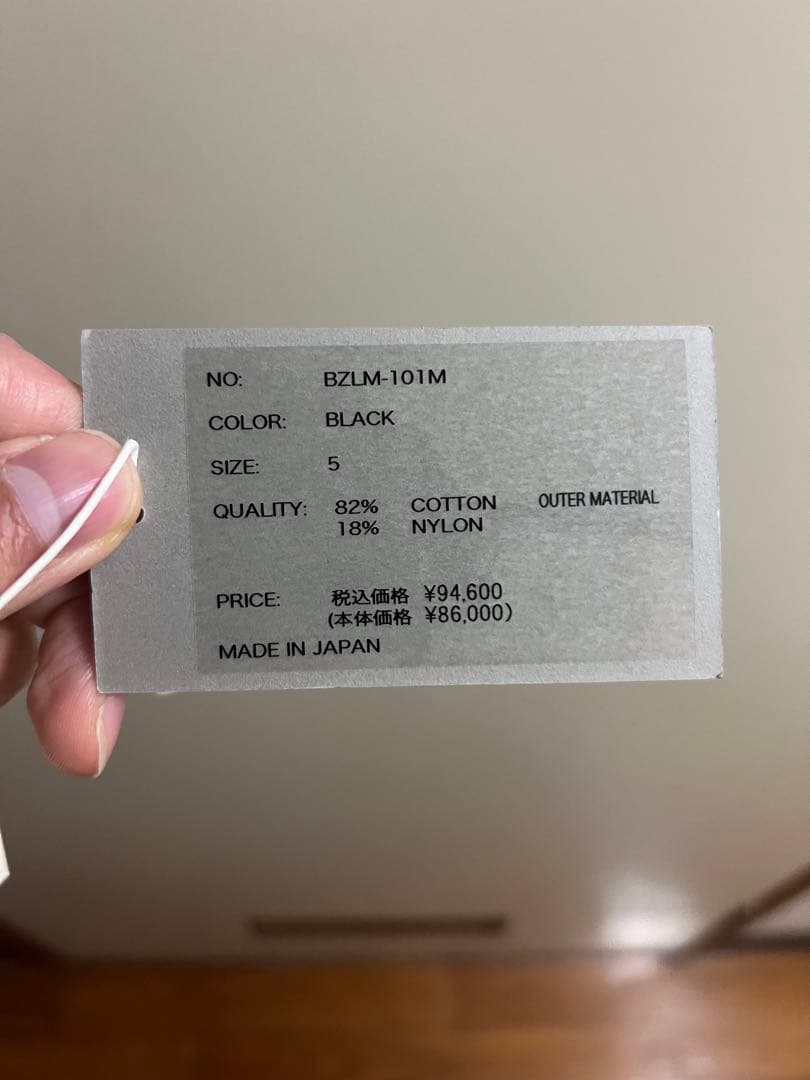 NO: BZLM-101M
COLOR: BLACK
SIZE: 5
QUALITY: 82% COTTON OUTER MATERIAL
18% NYLON
PRICE: 税込価格 ¥94,600
(本体価格 ¥86,000)
MADE IN JAPAN